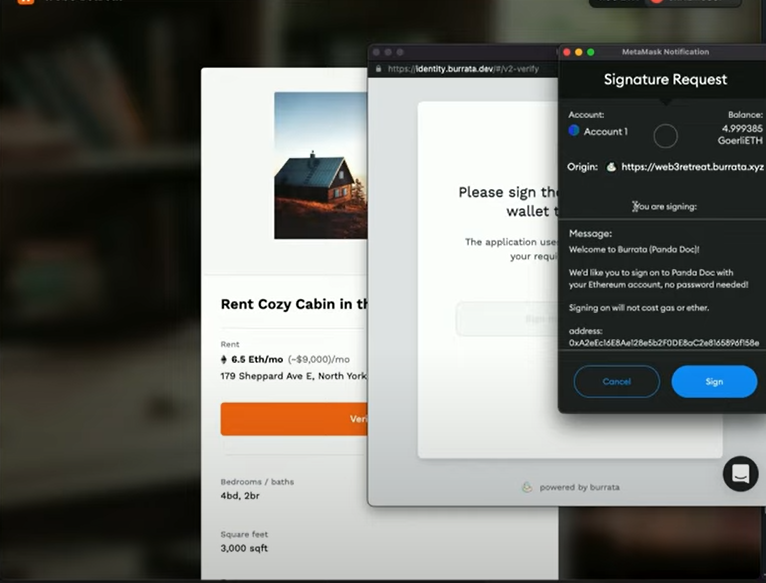 Rent Cozy Cabin in th
Rent
6.5 Eth/mo (~$9,000)/mo
179 Sheppard Ave E, North York
Veri
Bedrooms / baths
4bd, 2br
Square feet
3,000 sqft
https://identity.burrata.dev/#/v2-verify
Please sign the
wallet t
The application uses
your requi
powered by burrata
MetaMask Notification
Signature Request
Account:
Balance:
Account 1
4.999385
GoerliETH
Origin: https://web3retreat.burrata.xyz
You are signing:
Message:
Welcome to Burrata (Panda Doc)!
We'd like you to sign on to Panda Doc with
your Ethereum account, no password needed!
Signing on will not cost gas or ether.
address:
0xA2eEc16E8Ae128e5b2F0DE8aC2e8165896f158e
Cancel
Sign